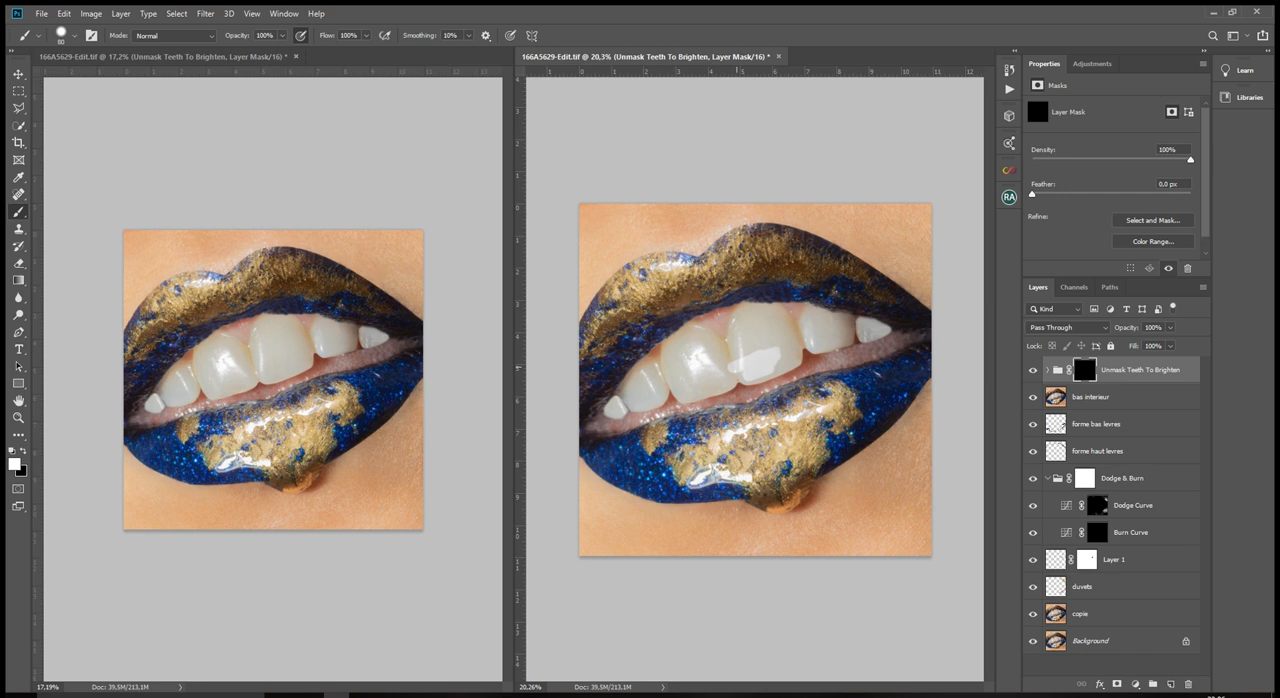 Ps File Edit Image Layer Type Select Filter 3D View Window Help
60 Mode: Normal Opacity: 100% Flow: 100% Smoothing: 10%
166A5629-Edit.tif @ 17,2% (Unmask Teeth To Brighten, Layer Mask/16) *
166A5629-Edit.tif @ 20,3% (Unmask Teeth To Brighten, Layer Mask/16) *
Properties Adjustments
Masks
Layer Mask
Density: 100%
Feather: 0,0 px
Refine: Select and Mask...
Color Range...
Learn
Libraries
RA
Layers Channels Paths
Kind
Pass Through Opacity: 100%
Lock: Fill: 100%
Unmask Teeth To Brighten
bas interieur
forme bas levres
forme haut levres
Dodge & Burn
Dodge Curve
Burn Curve
Layer 1
duvets
copie
Background
17,19% Doc: 39,5M/213,1M
20,26% Doc: 39,5M/213,1M